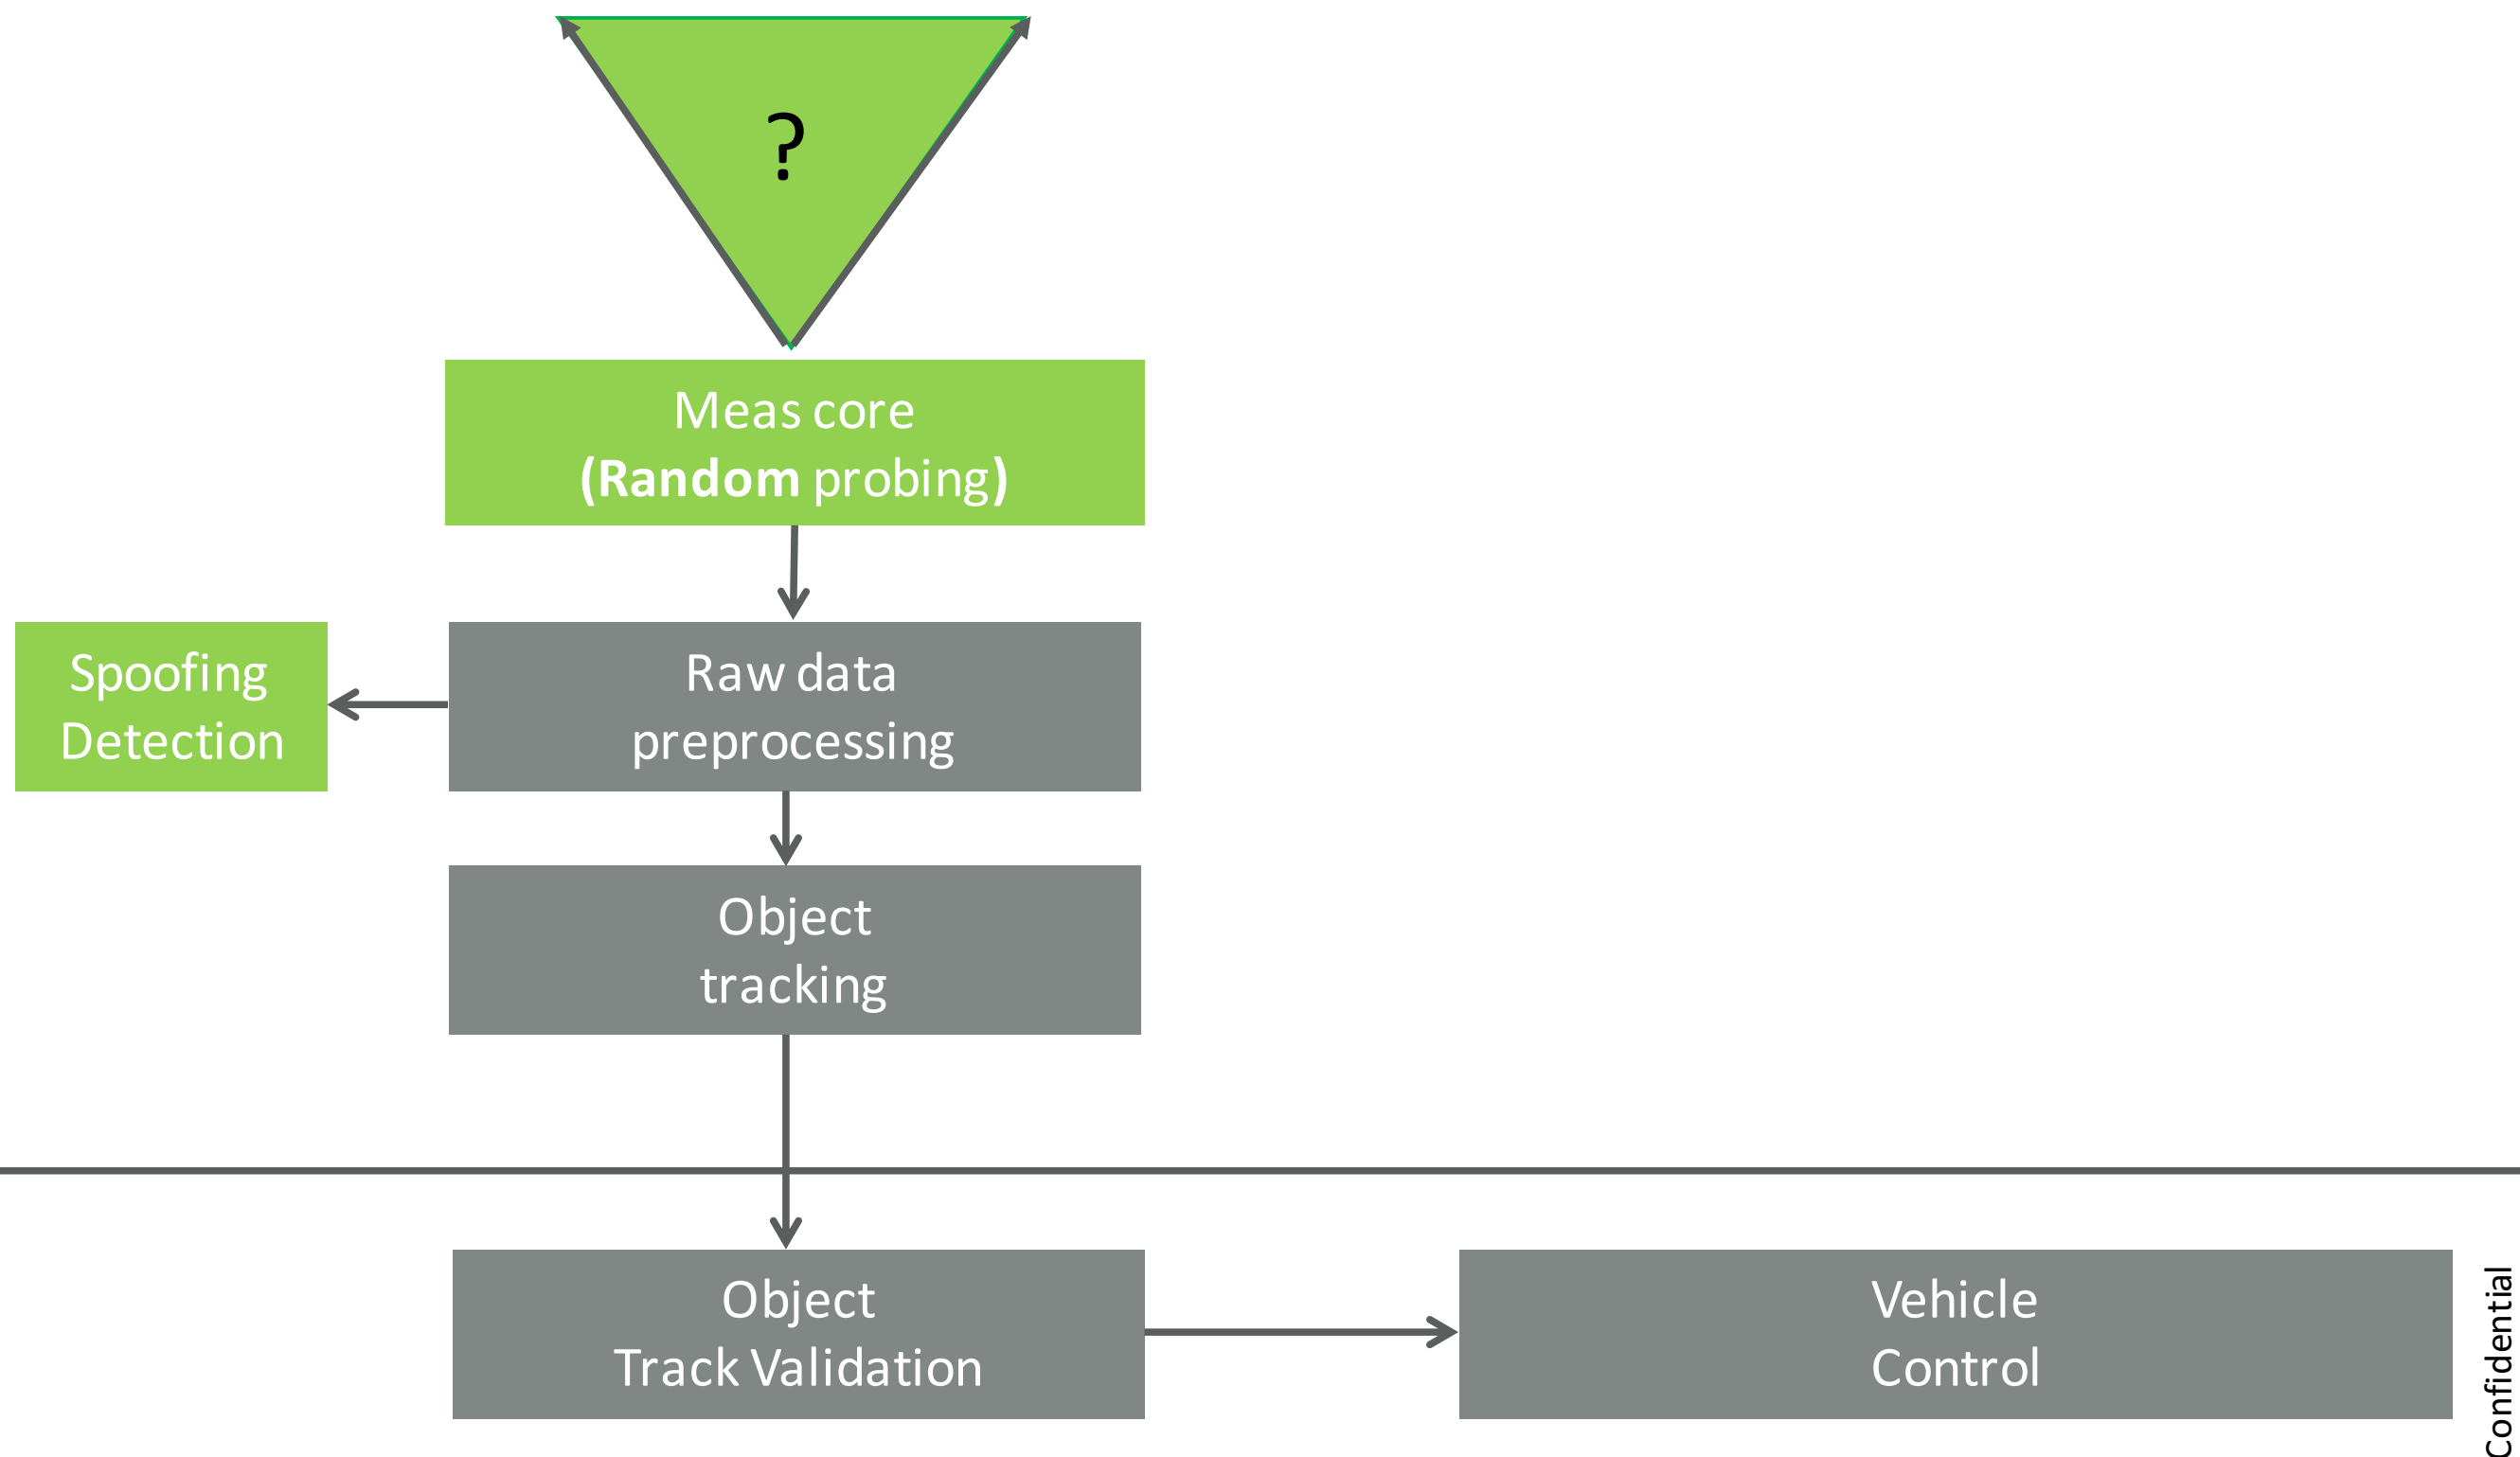 ?
Meas core
(Random probing)
Spoofing
Detection
Raw data
preprocessing
Object
tracking
Object
Track Validation
Vehicle
Control
Confidential